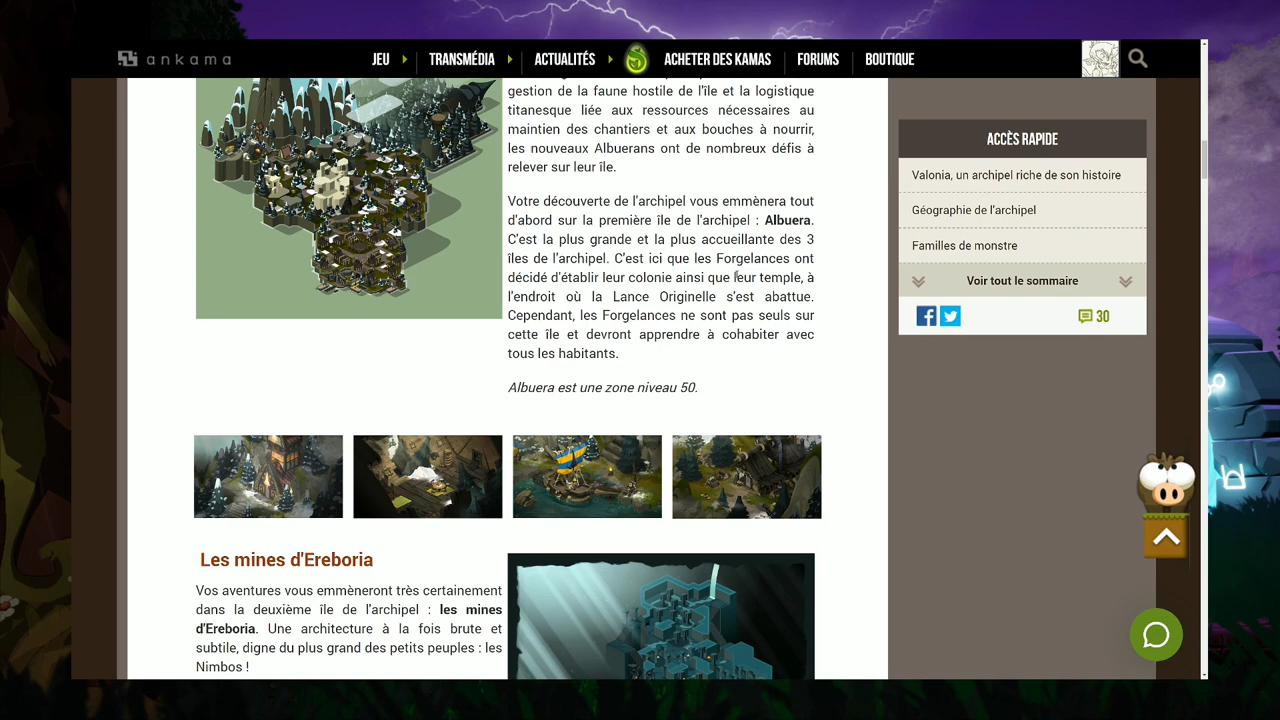 ankama
JEU
TRANSMÉDIA
ACTUALITÉS
ACHETER DES KAMAS
FORUMS
BOUTIQUE
gestion de la faune hostile de l'île et la logistique
titanesque liée aux ressources nécessaires au
maintien des chantiers et aux bouches à nourrir,
les nouveaux Albuerans ont de nombreux défis à
relever sur leur île.
Votre découverte de l'archipel vous emmènera tout
d'abord sur la première île de l'archipel : Albuera.
C'est la plus grande et la plus accueillante des 3
îles de l'archipel. C'est ici que les Forgelances ont
décidé d'établir leur colonie ainsi que leur temple, à
l'endroit où la Lance Originelle s'est abattue.
Cependant, les Forgelances ne sont pas seuls sur
cette île et devront apprendre à cohabiter avec
tous les habitants.
Albuera est une zone niveau 50.
Les mines d'Ereboria
Vos aventures vous emmèneront très certainement
dans la deuxième île de l'archipel : les mines
d'Ereboria. Une architecture à la fois brute et
subtile, digne du plus grand des petits peuples : les
Nimbos !
ACCÈS RAPIDE
Valonia, un archipel riche de son histoire
Géographie de l'archipel
Familles de monstre
Voir tout le sommaire
30